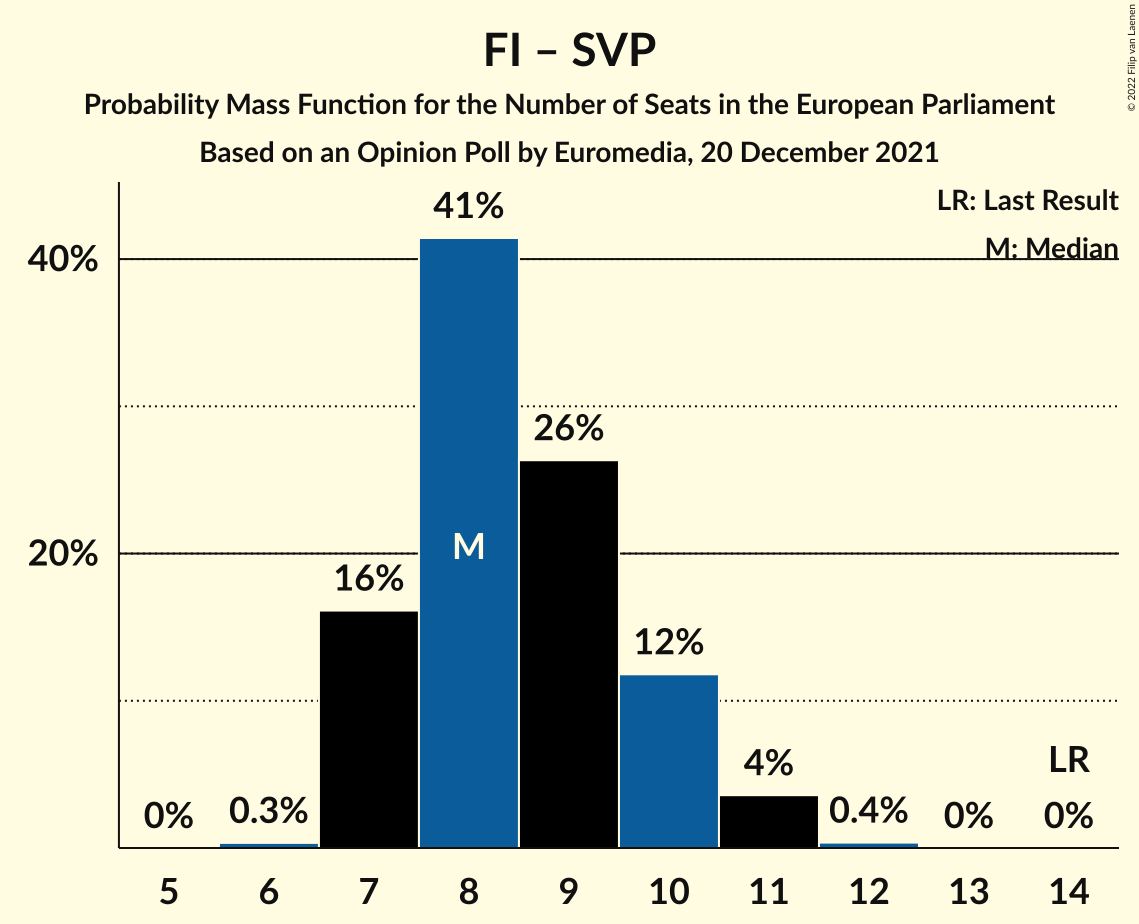 FI – SVP
Probability Mass Function for the Number of Seats in the European Parliament
Based on an Opinion Poll by Euromedia, 20 December 2021
© 2022 Filip van Laenen
LR: Last Result
M: Median
40%
20%
0%
0.3%
16%
41%
M
26%
12%
4%
0.4%
0%
LR
0%
5 6 7 8 9 10 11 12 13 14